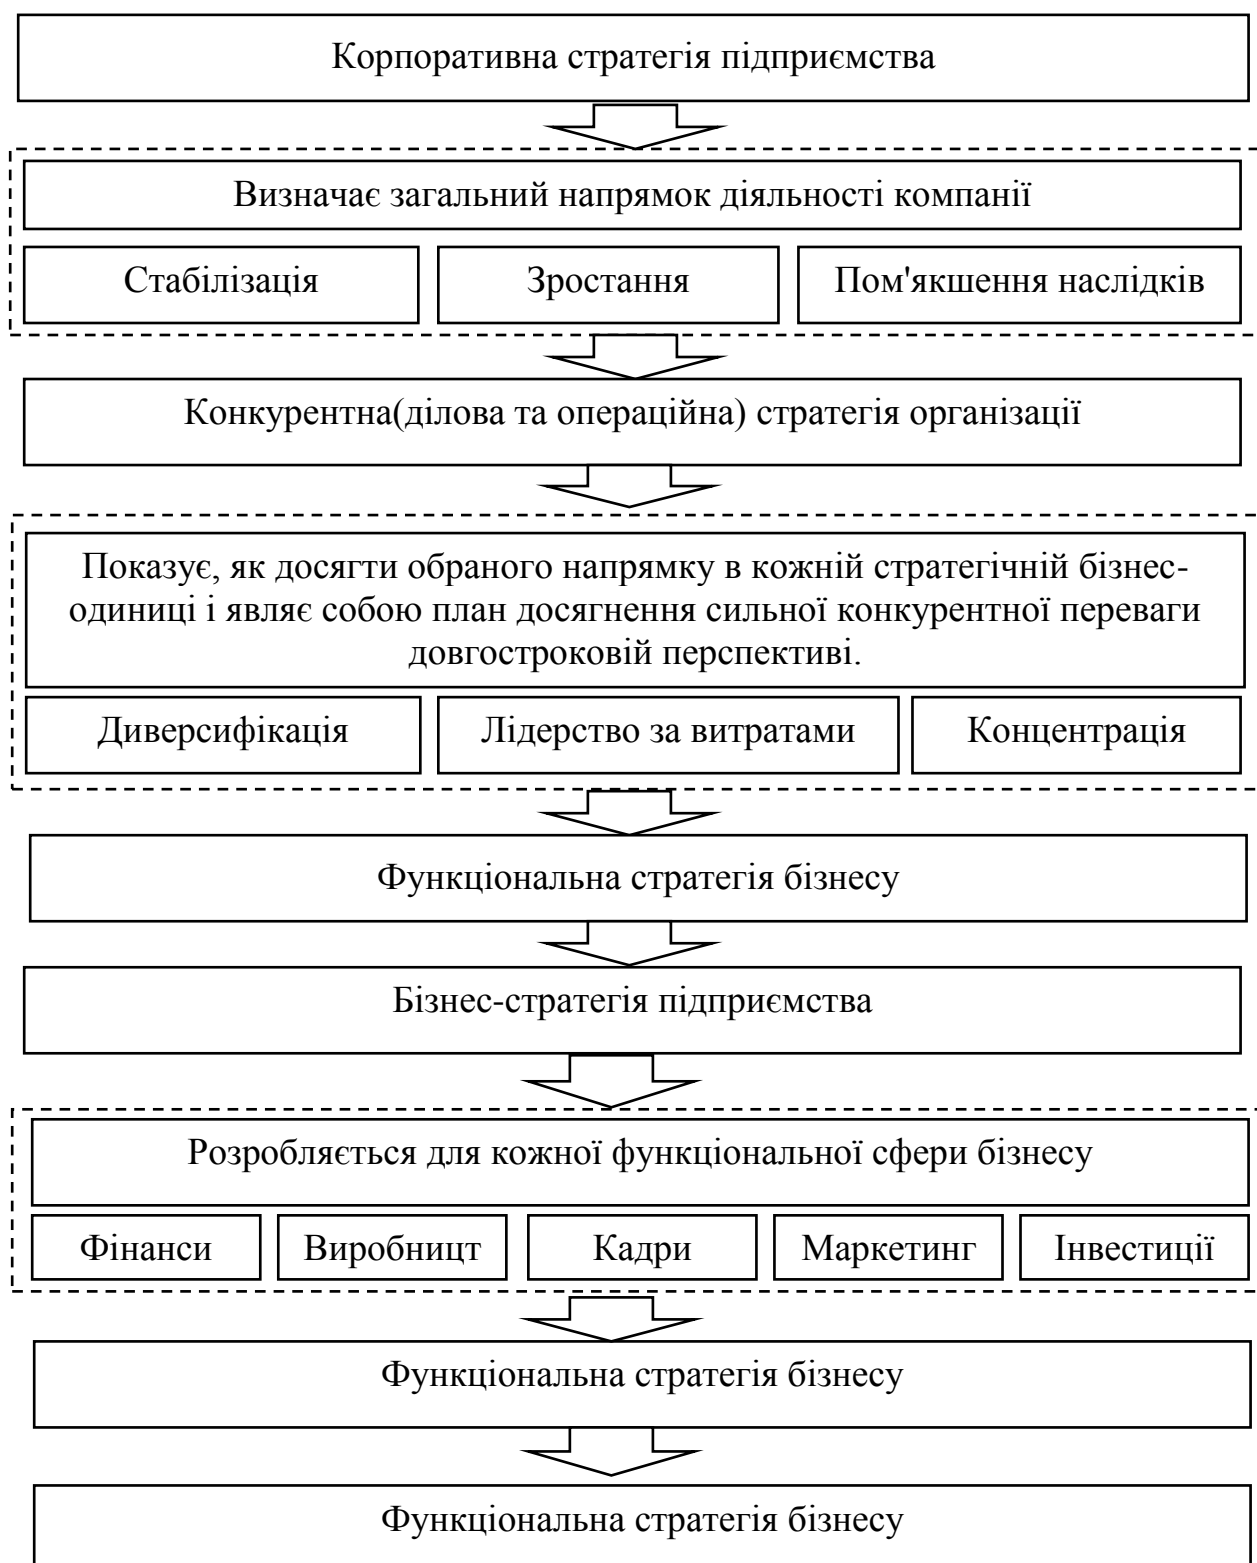 Корпоративна стратегія підприємства
Визначає загальний напрямок діяльності компанії
Стабілізація
Зростання
Пом'якшення наслідків
Конкурентна(ділова та операційна) стратегія організації
Показує, як досягти обраного напрямку в кожній стратегічній бізнес-
одиниці і являє собою план досягнення сильної конкурентної переваги
довгостроковій перспективі.
Диверсифікація
Лідерство за витратами
Концентрація
Функціональна стратегія бізнесу
Бізнес-стратегія підприємства
Розробляється для кожної функціональної сфери бізнесу
Фінанси
Виробницт
Кадри
Маркетинг
Інвестиції
Функціональна стратегія бізнесу
Функціональна стратегія бізнесу